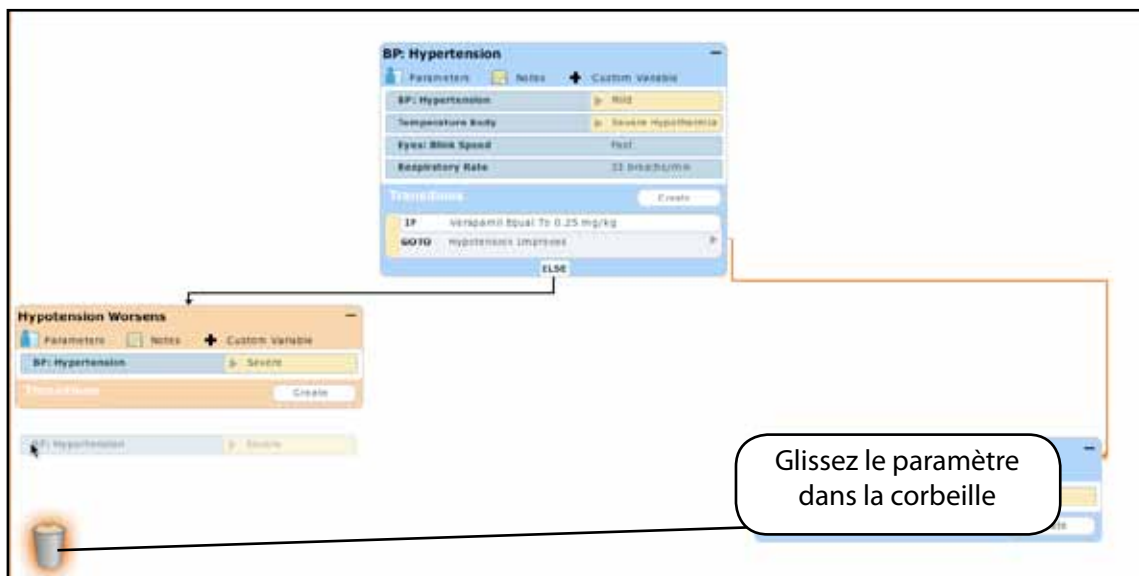 BP: Hypertension
Parameters Notes Custom Variable
BP: Hypertension Mild
Temperature Body Severe Hypothermia
Eyes: Blink Speed Fast
Respiratory Rate breaths/min
Transitions Create
IF Verapamil Equal To 0.25 mg/kg
GOTO Hypotension Improves
ELSE
Hypotension Worsens
Parameters Notes Custom Variable
BP: Hypertension Severe
Transitions Create
BP: Hypertension Severe
Glissez le paramètre
dans la corbeille